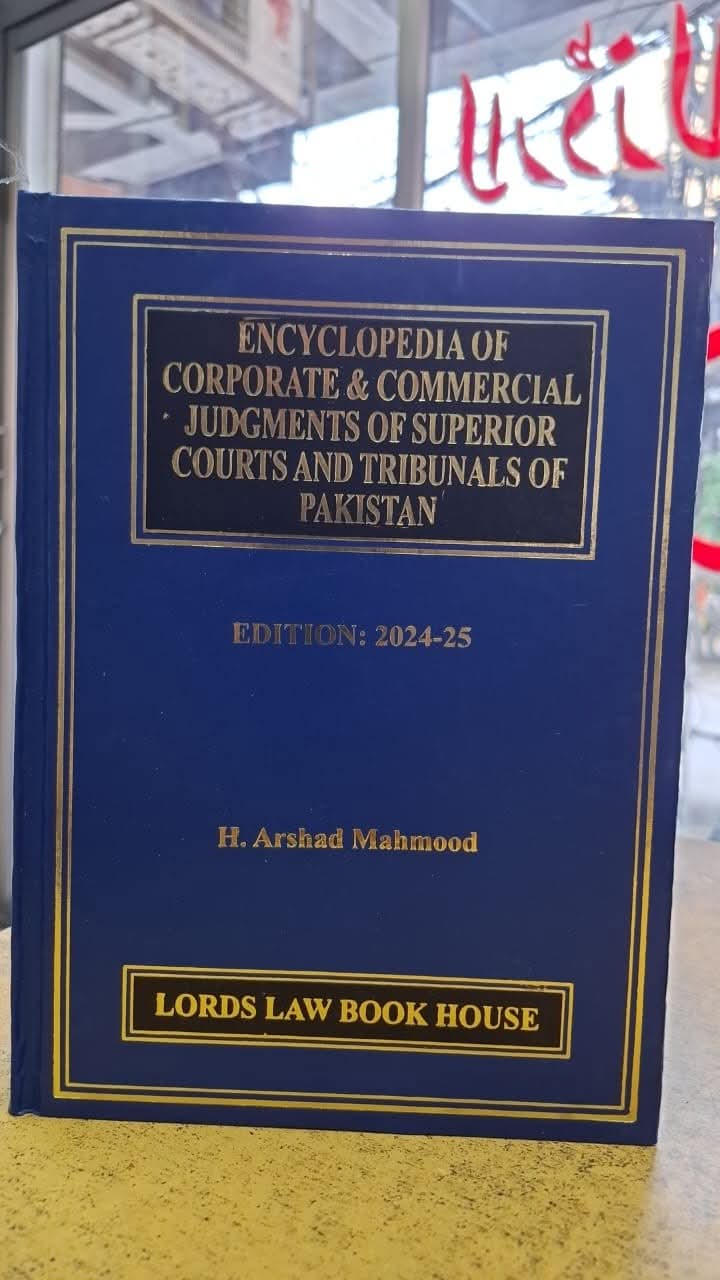 ENCYCLOPEDIA OF
CORPORATE & COMMERCIAL
JUDGMENTS OF SUPERIOR
COURTS AND TRIBUNALS OF
PAKISTAN
EDITION: 2024-25
H. Arshad Mahmood
LORDS LAW BOOK HOUSE